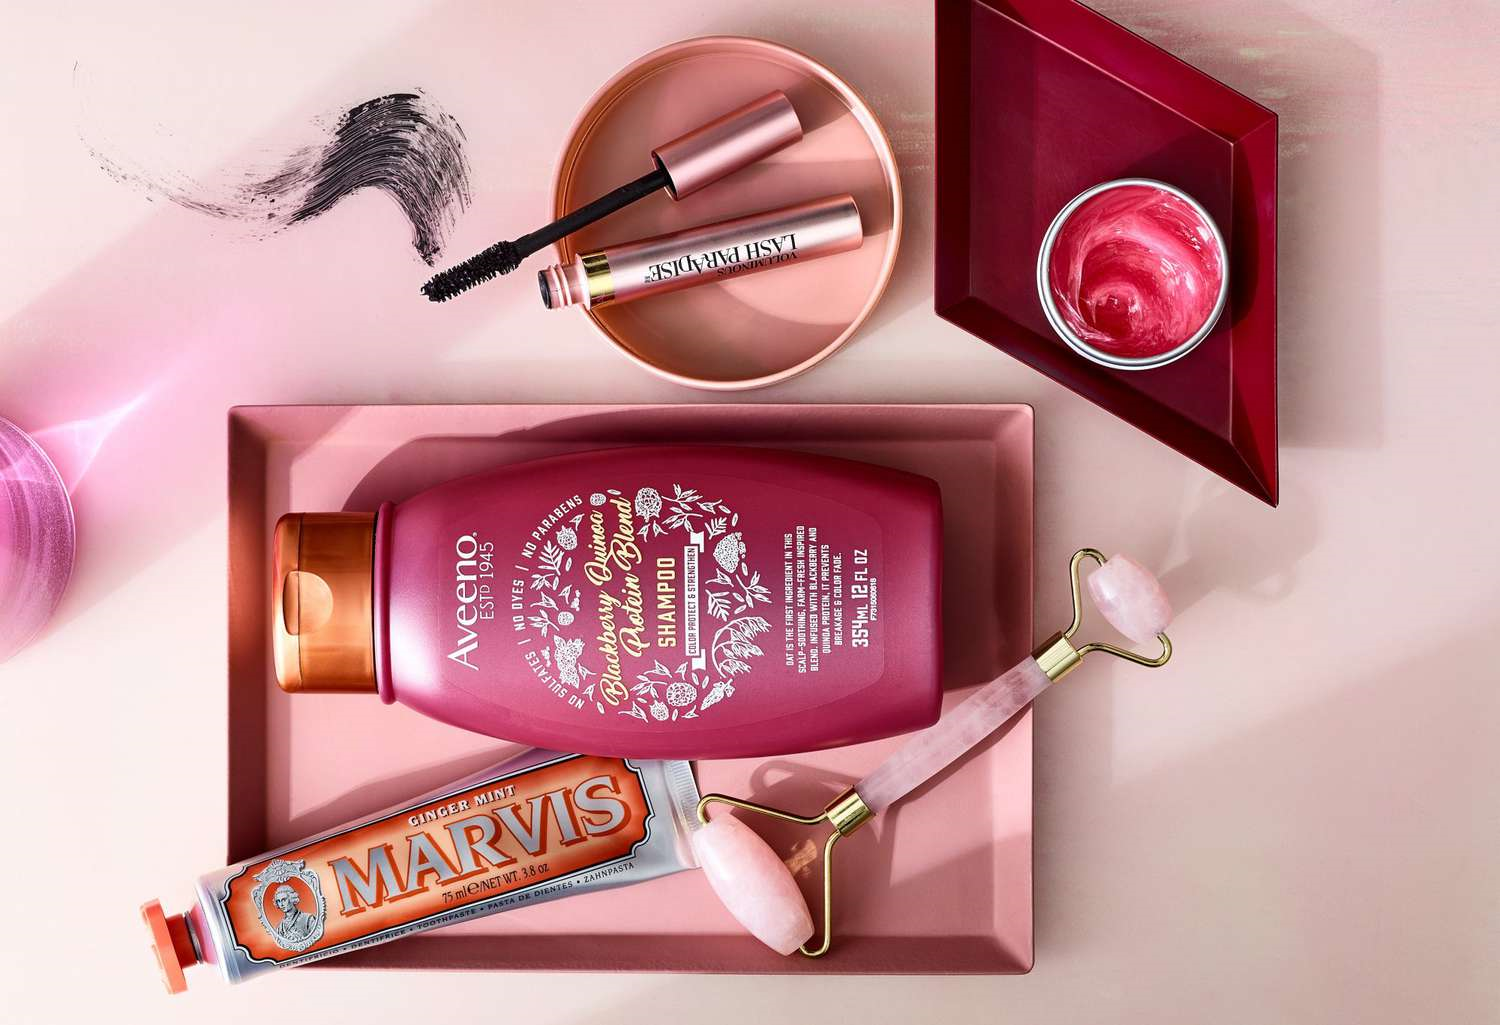 VOLUMINOUS
LASH PARADISE™
Aveeno.
ESTD 1945
NO SULFATES | NO DYES | NO PARABENS
Blackberry Quinoa
Protein Blend
SHAMPOO
COLOR PROTECT & STRENGTHEN
OAT IS THE FIRST INGREDIENT IN THIS
SCALP-SOOTHING, FARM-FRESH INSPIRED
BLEND. INFUSED WITH BLACKBERRY AND
QUINOA PROTEIN, IT PREVENTS
BREAKAGE & COLOR FADE.
354ML 12 FL OZ
GINGER MINT
MARVIS
75 ml℮/NET WT. 3.8 oz
DENTIFRICIO • DENTIFRICE • TOOTHPASTE • PASTA DE DIENTES • ZAHNPASTA